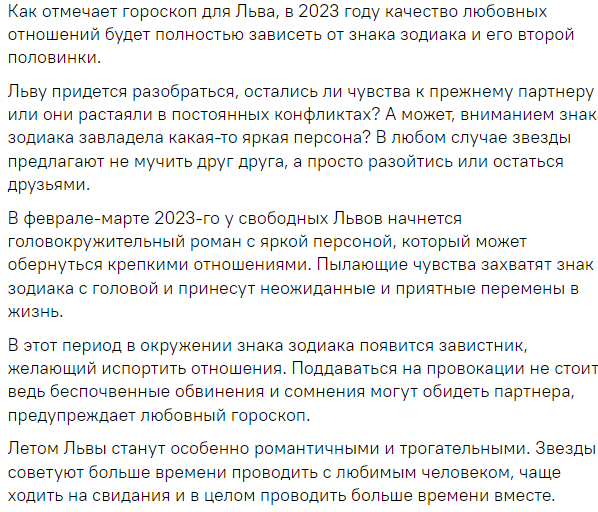 Как отмечает гороскоп для Льва, в 2023 году качество любовных
отношений будет полностью зависеть от знака зодиака и его второй
половинки.
Льву придется разобраться, остались ли чувства к прежнему партнеру
или они растаяли в постоянных конфликтах? А может, вниманием знак
зодиака завладела какая-то яркая персона? В любом случае звезды
предлагают не мучить друг друга, а просто разойтись или остаться
друзьями.
В феврале-марте 2023-го у свободных Львов начнется
головокружительный роман с яркой персоной, который может
обернуться крепкими отношениями. Пылающие чувства захватят знак
зодиака с головой и принесут неожиданные и приятные перемены в
жизнь.
В этот период в окружении знака зодиака появится завистник,
желающий испортить отношения. Поддаваться на провокации не стоит
ведь беспочвенные обвинения и сомнения могут обидеть партнера,
предупреждает любовный гороскоп.
Летом Львы станут особенно романтичными и трогательными. Звезды
советуют больше времени проводить с любимым человеком, чаще
ходить на свидания и в целом проводить больше времени вместе.